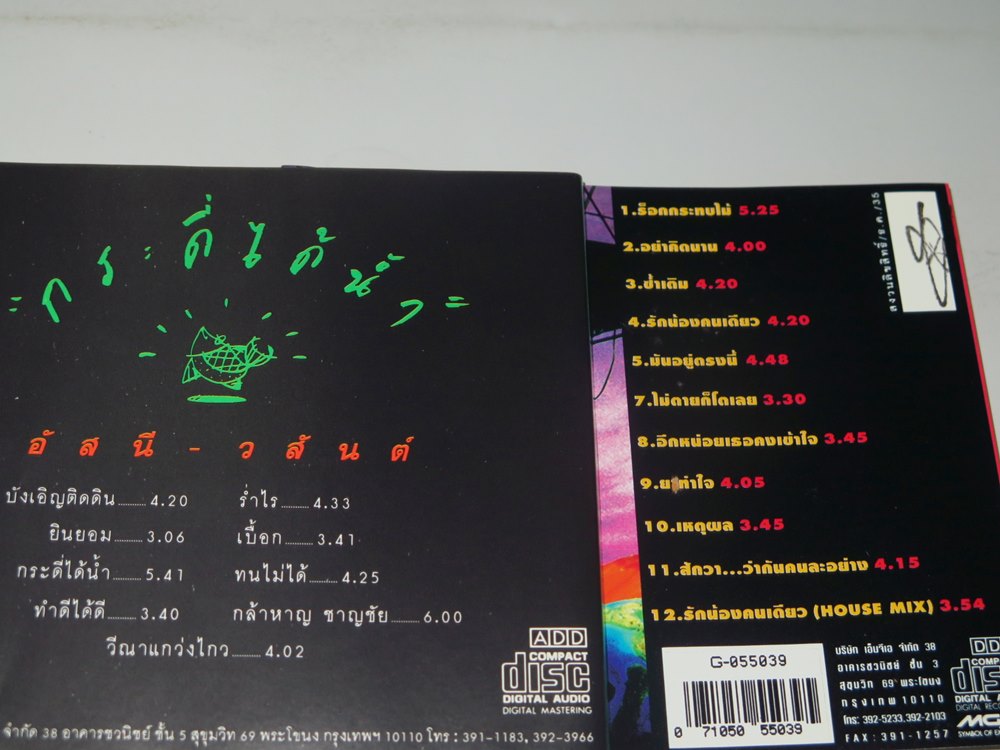 = กระดี่ได้น้ำ =
อัสนี - วสันต์
บังเอิญติดดิน 4.20
ร่ำไร 4.33
ยินยอม 3.06
เบื้อก 3.41
กระดี่ได้น้ำ 5.41
ทนไม่ได้ 4.25
ทำดีได้ดี 3.40
กล้าหาญ ชาญชัย 6.00
วีณาแกว่งไกว 4.02
ADD
COMPACT
disc
DIGITAL AUDIO
DIGITAL MASTERING
จำกัด 38 อาคารชวนิชย์ ชั้น 5 สุขุมวิท 69 พระโขนง กรุงเทพฯ 10110 โทร : 391-1183, 392-3966
1.ร็อคกระทบไม้ 5.25
2.อย่าคิดนาน 4.00
3.ซ้ำเดิม 4.20
4.รักน้องคนเดียว 4.20
5.มันอยู่ตรงนี้ 4.48
7.ไม่ตายก็โตเลย 3.30
8.อีกหน่อยเธอคงเข้าใจ 3.45
9. 4.05
10.เหตุผล 3.45
11.สักวา...ว่ากันคนละอย่าง 4.15
12.รักน้องคนเดียว (HOUSE MIX) 3.54
สงวนลิขสิทธิ์/ธ.ค./35
G-055039
0 71050 55039
บริษัท เอ็มจีเอ จำกัด 38
อาคารชวนิชย์ ชั้น 3
สุขุมวิท 69 พระโขนง
กรุงเทพ 10110
โทร: 392-5233,392-2103
FAX : 391-1257
disc
DIGITAL